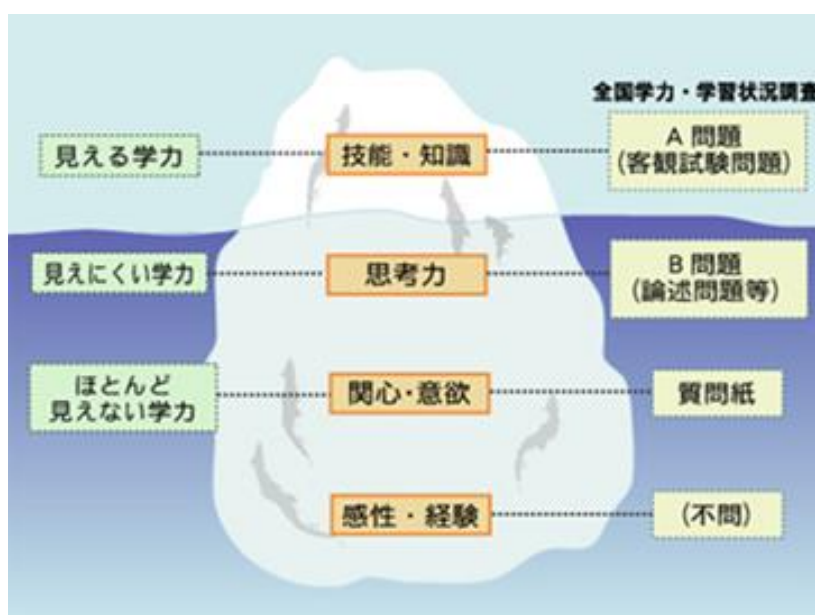 全国学力・学習状況調査
見える学力
技能・知識
A 問題
(客観試験問題)
見えにくい学力
思考力
B 問題
(論述問題等)
ほとんど
見えない学力
関心・意欲
質問紙
感性・経験
(不問)